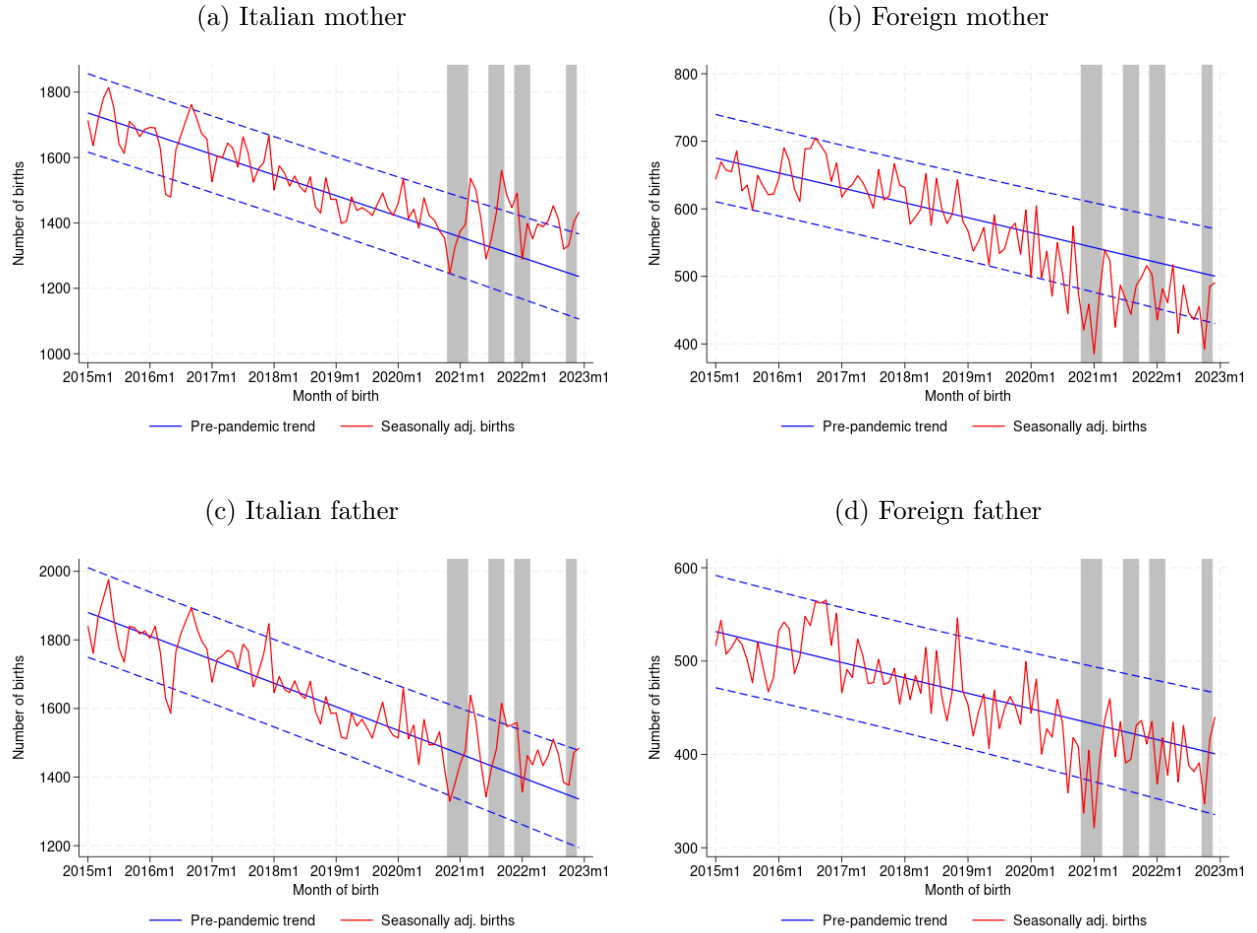 (a) Italian mother
Number of births
1800
1600
1400
1200
1000
2015m1 2016m1 2017m1 2018m1 2019m1 2020m1 2021m1 2022m1 2023m1
Month of birth
Pre-pandemic trend Seasonally adj. births
(b) Foreign mother
Number of births
800
700
600
500
400
2015m1 2016m1 2017m1 2018m1 2019m1 2020m1 2021m1 2022m1 2023m1
Month of birth
Pre-pandemic trend Seasonally adj. births
(c) Italian father
Number of births
2000
1800
1600
1400
1200
2015m1 2016m1 2017m1 2018m1 2019m1 2020m1 2021m1 2022m1 2023m1
Month of birth
Pre-pandemic trend Seasonally adj. births
(d) Foreign father
Number of births
600
500
400
300
2015m1 2016m1 2017m1 2018m1 2019m1 2020m1 2021m1 2022m1 2023m1
Month of birth
Pre-pandemic trend Seasonally adj. births